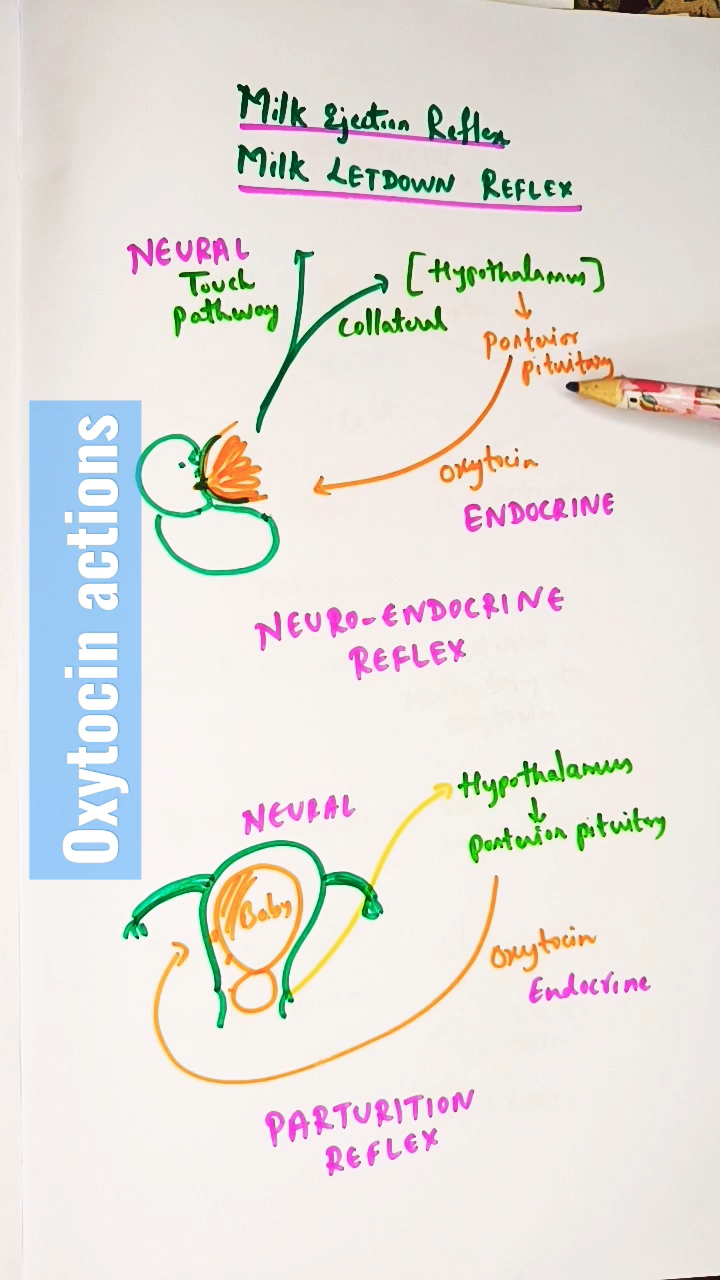 Milk Ejection Reflex
Milk LETDOWN REFLEX
NEURAL
Touch
pathway
Collateral
[Hypothalamus]
Posterior
pituitary
Oxytocin
ENDOCRINE
NEURO-ENDOCRINE
REFLEX
Oxytocin actions
NEURAL
Hypothalamus
Posterior pituitary
Baby
Oxytocin
Endocrine
PARTURITION
REFLEX